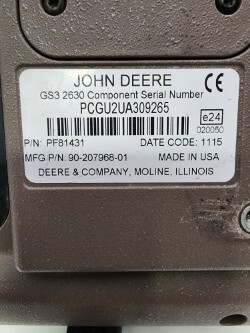 JOHN DEERE CE
GS3 2630 Component Serial Number
PCGU2UA309265
e24
020050
P/N: PF81431 DATE CODE: 1115
MFG P/N: 90-207968-01 MADE IN USA
DEERE & COMPANY, MOLINE, ILLINOIS